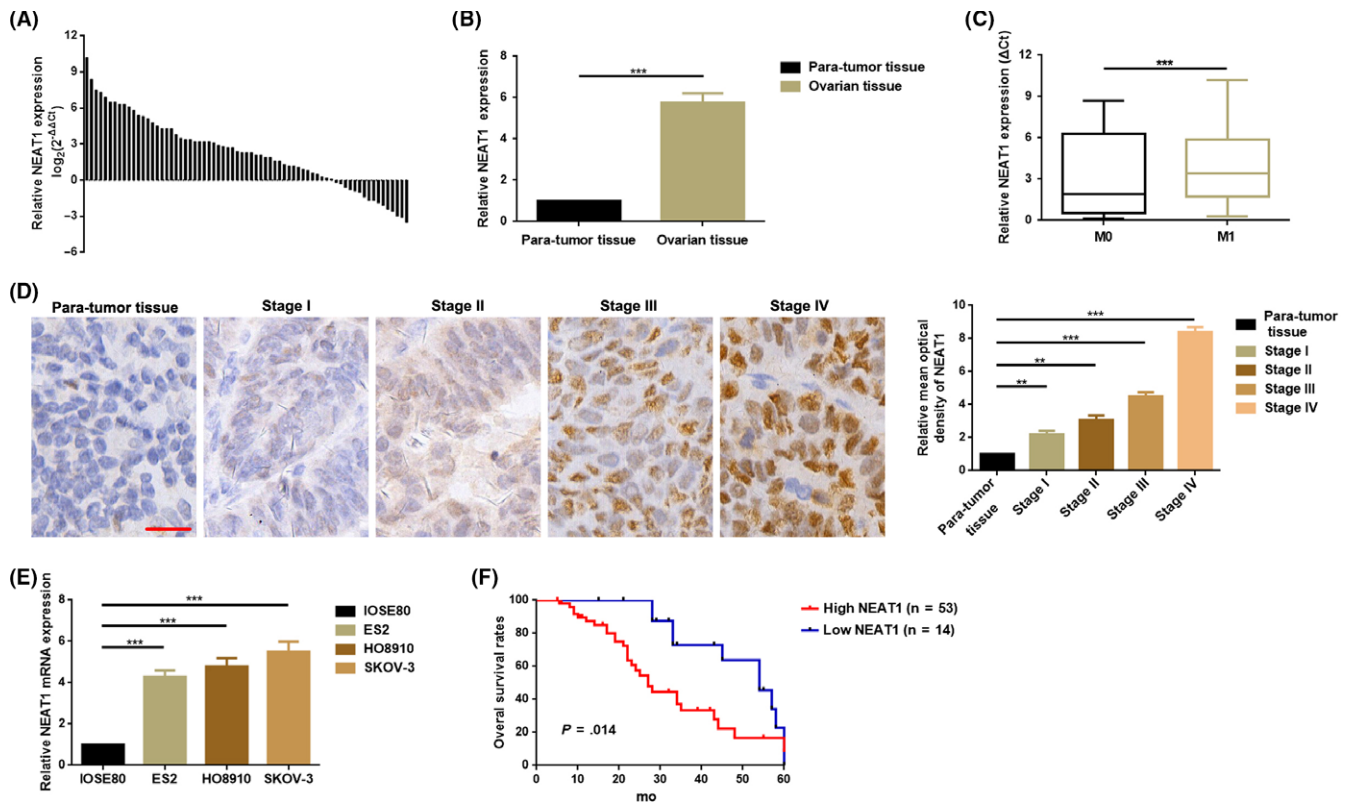 (A)
Relative NEAT1 expression
log2(2-ΔΔCt)
12
9
6
3
0
−3
−6
(B)
Relative NEAT1 expression
8
6
4
2
0
***
Para-tumor tissue
Ovarian tissue
Para-tumor tissue
Ovarian tissue
(C)
Relative NEAT1 expression (ΔCt)
12
9
6
3
0
***
M0
M1
(D)
Para-tumor tissue
Stage I
Stage II
Stage III
Stage IV
Relative mean optical
density of NEAT1
10
8
6
4
2
0
***
***
**
**
Para-tumor
tissue
Stage I
Stage II
Stage III
Stage IV
Para-tumor
tissue
Stage I
Stage II
Stage III
Stage IV
(E)
Relative NEAT1 mRNA expression
8
6
4
2
0
***
***
***
IOSE80
ES2
HO8910
SKOV-3
IOSE80
ES2
HO8910
SKOV-3
(F)
Overal survival rates
100
80
60
40
20
0
P = .014
0
10
20
30
40
50
60
mo
High NEAT1 (n = 53)
Low NEAT1 (n = 14)